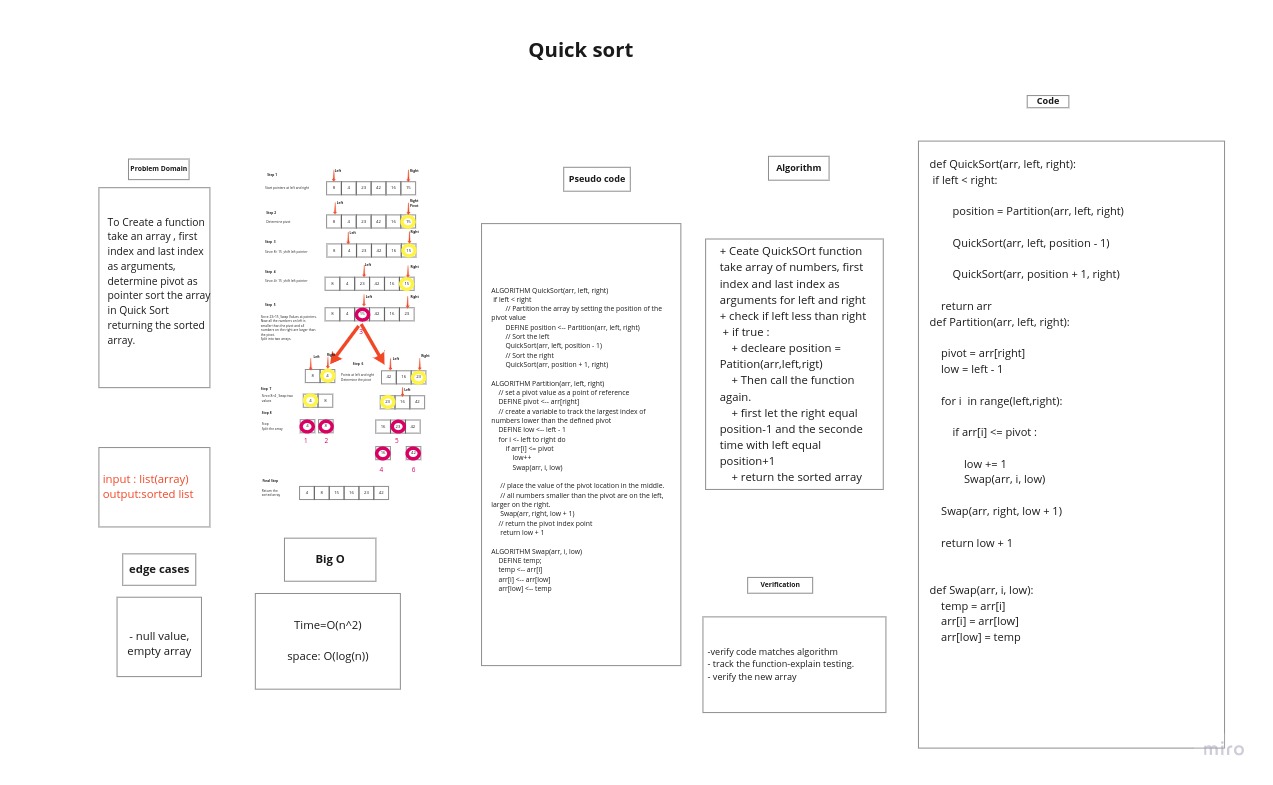 Quick sort
Problem Domain
To Create a function
take an array , first
index and last index
as arguments,
determine pivot as
pointer sort the array
in Quick Sort
returning the sorted
array.
input : list(array)
output:sorted list
edge cases
- null value,
empty array
Step 1
Left
Right
Start pointers at left and right
8 4 23 42 16 15
Step 2
Left
Right
Pivot
Determine pivot
8 4 23 42 16 15
Step 3
Left
Right
8 4 23 42 16 15
Step 4
Left
Right
8 4 23 42 16 15
Step 5
Left
Right
8 4 42 16 23
3
Left
Right
Step 6
Left
Right
Points at left and right
Determine the pivot
8 4
42 16 23
Step 7
Left
4 8
23 16 42
Step 8
Split the array
16 42
1 2 5
4 6
Final Step
Return the
sorted array
4 8 15 16 23 42
Big O
Time=O(n^2)
space: O(log(n))
Pseudo code
ALGORITHM QuickSort(arr, left, right)
if left < right
// Partition the array by setting the position of the
pivot value
DEFINE position <-- Partition(arr, left, right)
// Sort the left
QuickSort(arr, left, position - 1)
// Sort the right
QuickSort(arr, position + 1, right)
ALGORITHM Partition(arr, left, right)
// set a pivot value as a point of reference
DEFINE pivot <-- arr[right]
// create a variable to track the largest index of
numbers lower than the defined pivot
DEFINE low <-- left - 1
for i <- left to right do
if arr[i] <= pivot
low++
Swap(arr, i, low)
// place the value of the pivot location in the middle.
// all numbers smaller than the pivot are on the left,
larger on the right.
Swap(arr, right, low + 1)
// return the pivot index point
return low + 1
ALGORITHM Swap(arr, i, low)
DEFINE temp;
temp <-- arr[i]
arr[i] <-- arr[low]
arr[low] <-- temp
Algorithm
+ Ceate QuickSOrt function
take array of numbers, first
index and last index as
arguments for left and right
+ check if left less than right
+ if true :
+ decleare position =
Patition(arr,left,rigt)
+ Then call the function
again.
+ first let the right equal
position-1 and the seconde
time with left equal
position+1
+ return the sorted array
Verification
-verify code matches algorithm
- track the function-explain testing.
- verify the new array
Code
def QuickSort(arr, left, right):
if left < right:
position = Partition(arr, left, right)
QuickSort(arr, left, position - 1)
QuickSort(arr, position + 1, right)
return arr
def Partition(arr, left, right):
pivot = arr[right]
low = left - 1
for i in range(left,right):
if arr[i] <= pivot :
low += 1
Swap(arr, i, low)
Swap(arr, right, low + 1)
return low + 1
def Swap(arr, i, low):
temp = arr[i]
arr[i] = arr[low]
arr[low] = temp
miro